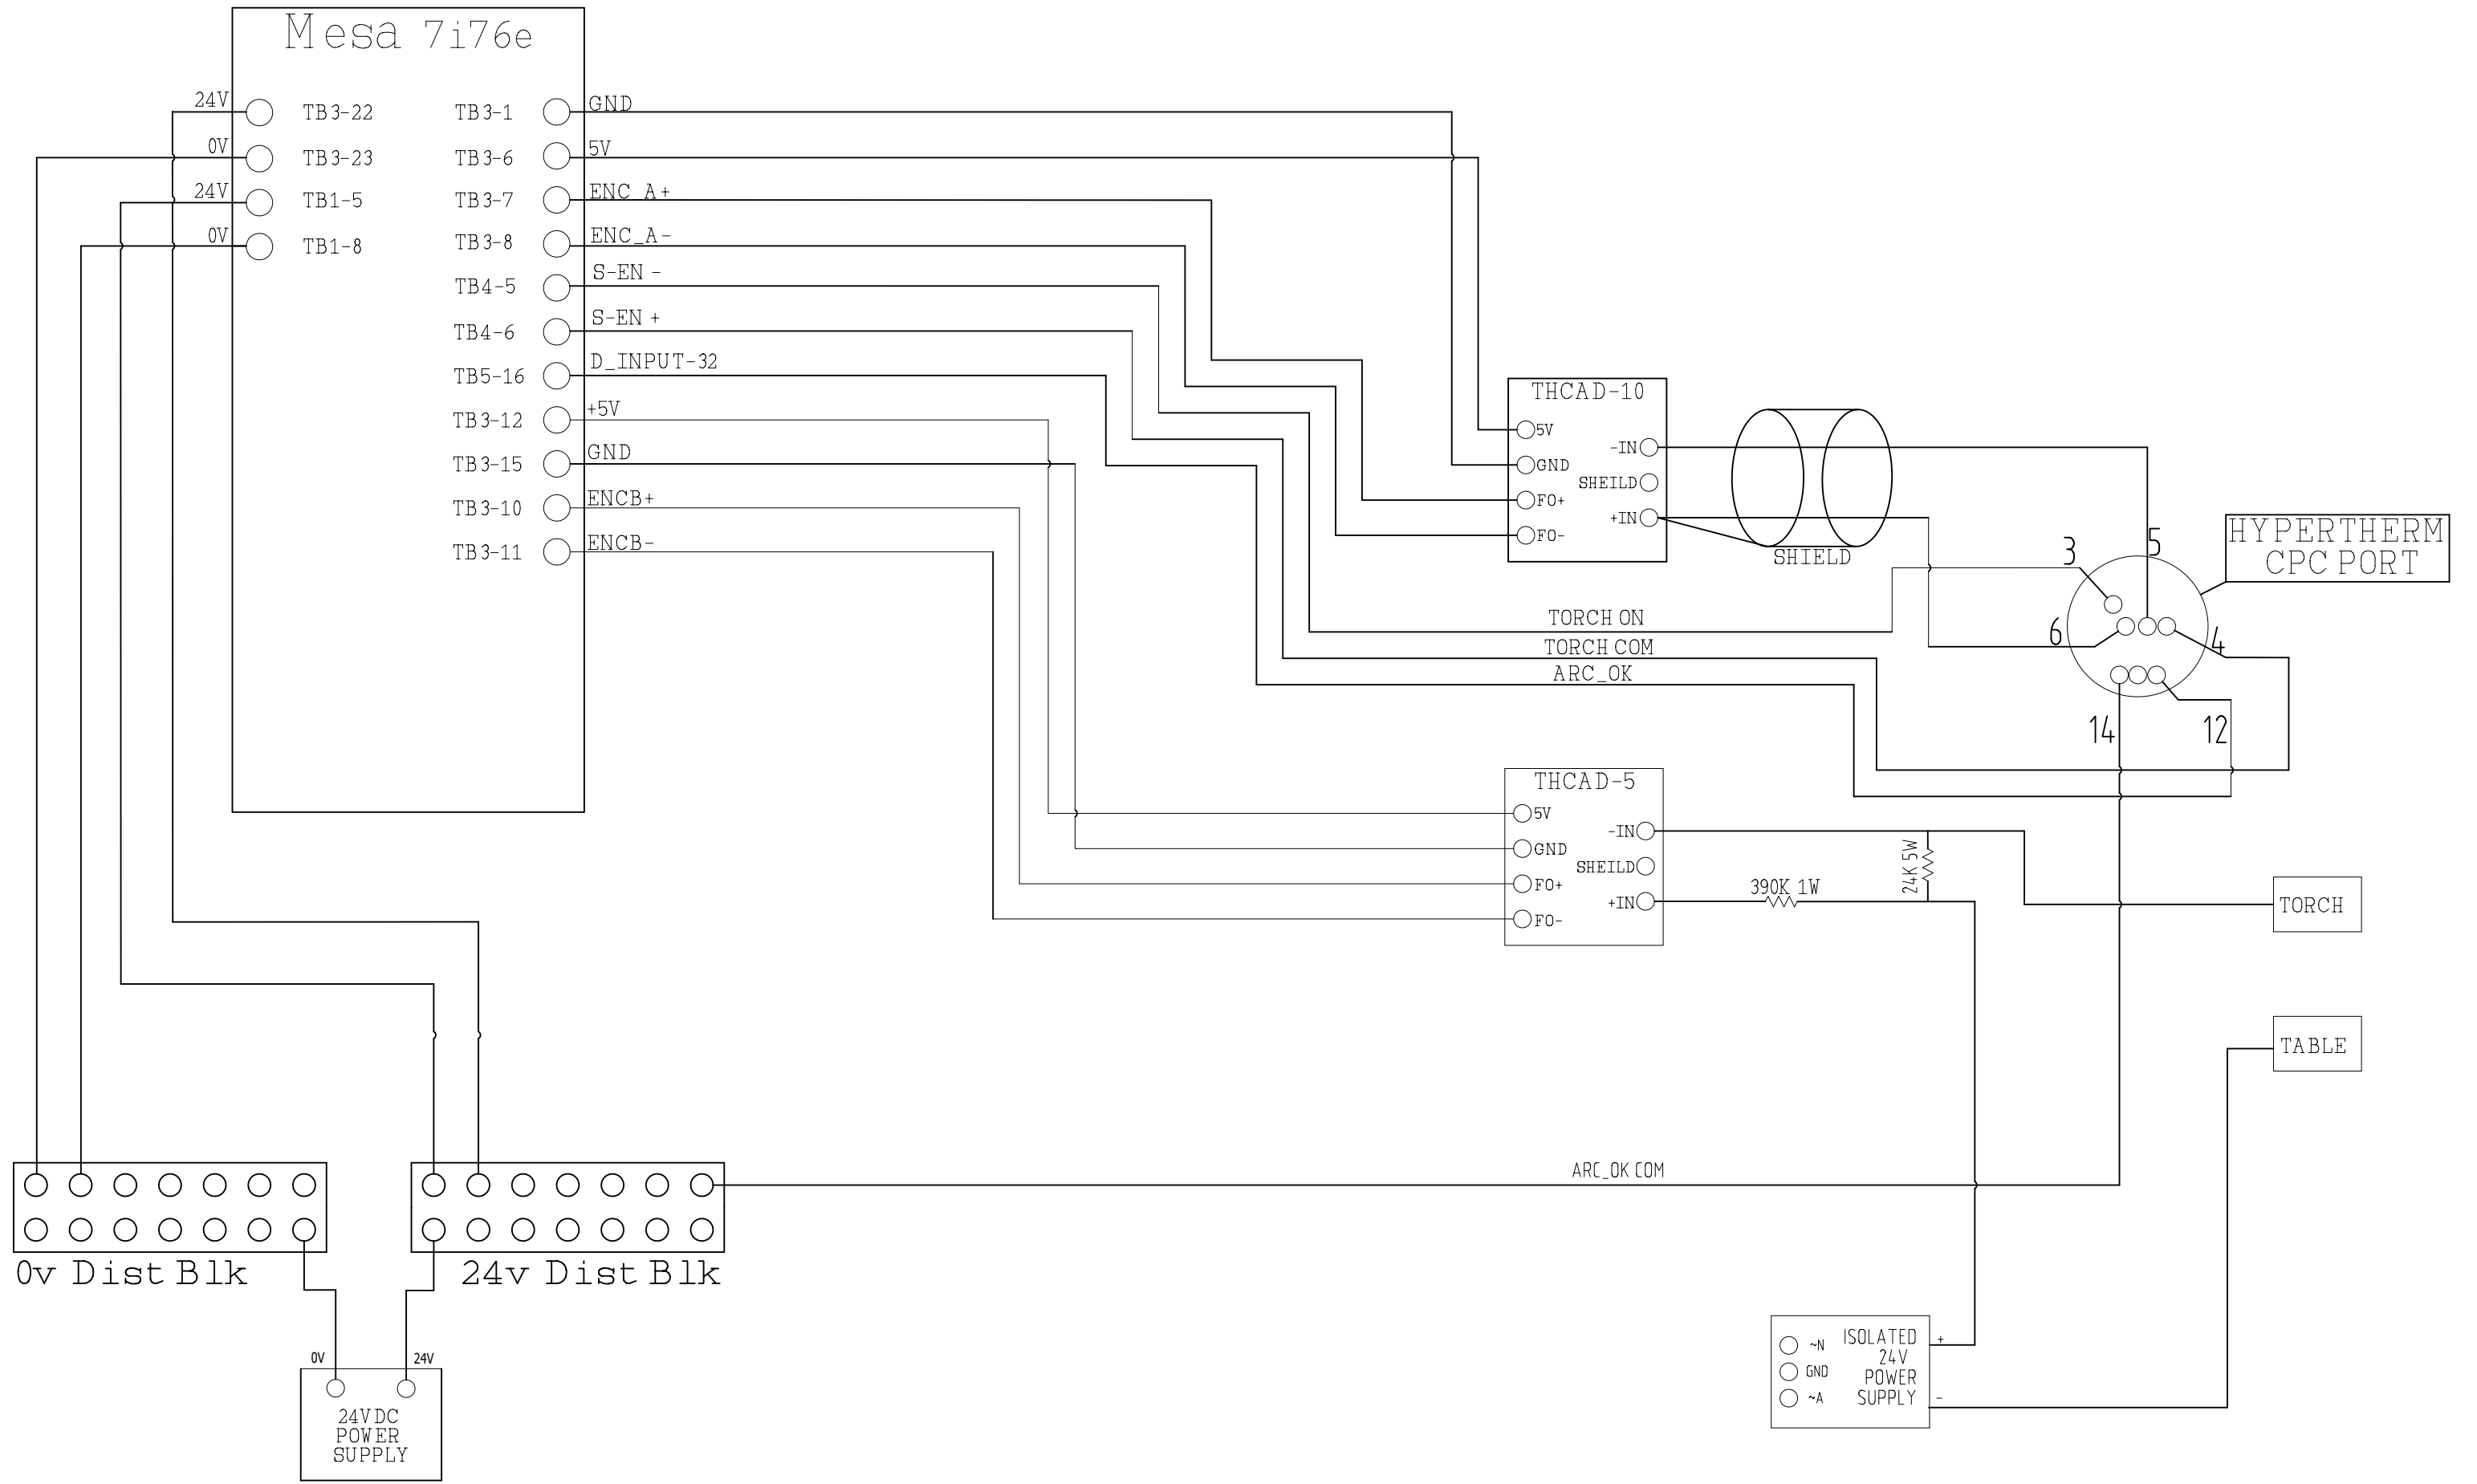 Mesa 7i76e
24V
TB3-22
0V
TB3-23
24V
TB1-5
0V
TB1-8
TB3-1
GND
TB3-6
5V
TB3-7
ENC_A+
TB3-8
ENC_A-
TB4-5
S-EN -
TB4-6
S-EN +
TB5-16
D_INPUT-32
TB3-12
+5V
TB3-15
GND
TB3-10
ENCB+
TB3-11
ENCB-
THCAD-10
5V
GND
FO+
FO-
-IN
SHEILD
+IN
SHIELD
HYPERTHERM
CPC PORT
3
5
6
4
14
12
TORCH ON
TORCH COM
ARC_OK
THCAD-5
5V
GND
FO+
FO-
-IN
SHEILD
+IN
390K 1W
24K 5W
TORCH
TABLE
ARC_OK COM
0v Dist Blk
24v Dist Blk
0V
24V
24VDC
POWER
SUPPLY
~N
GND
~A
ISOLATED
24V
POWER
SUPPLY
+
-